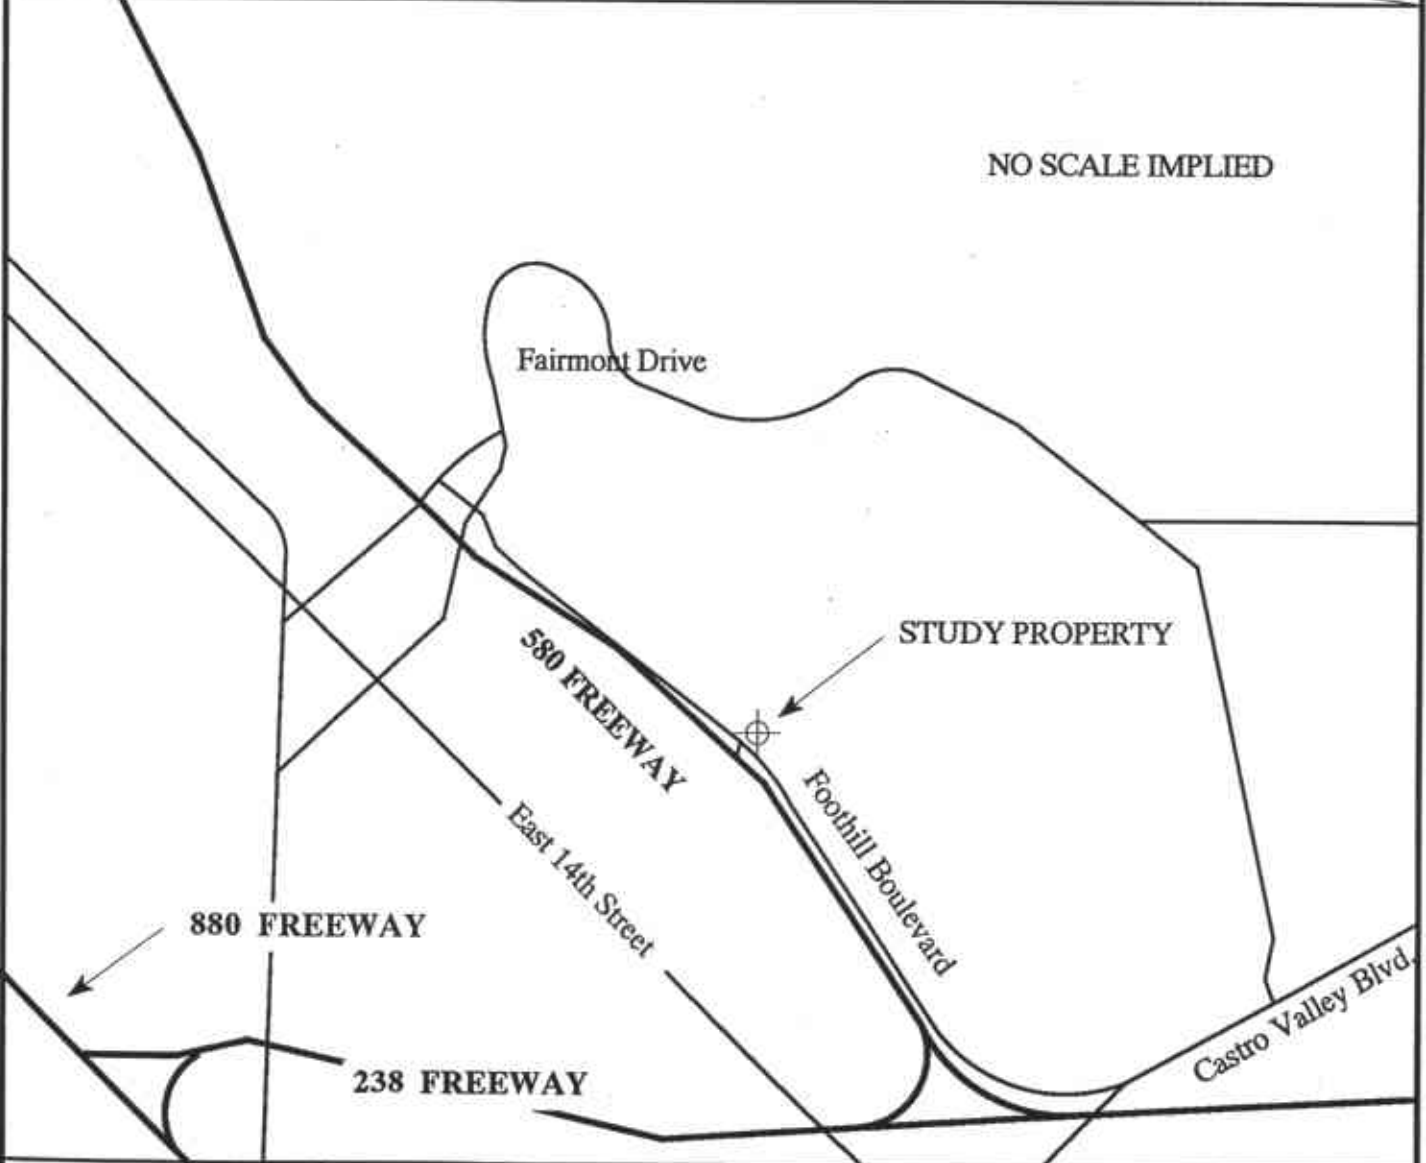 NO SCALE IMPLIED
Fairmont Drive
STUDY PROPERTY
580 FREEWAY
Foothill Boulevard
East 14th Street
880 FREEWAY
Castro Valley Blvd.
238 FREEWAY